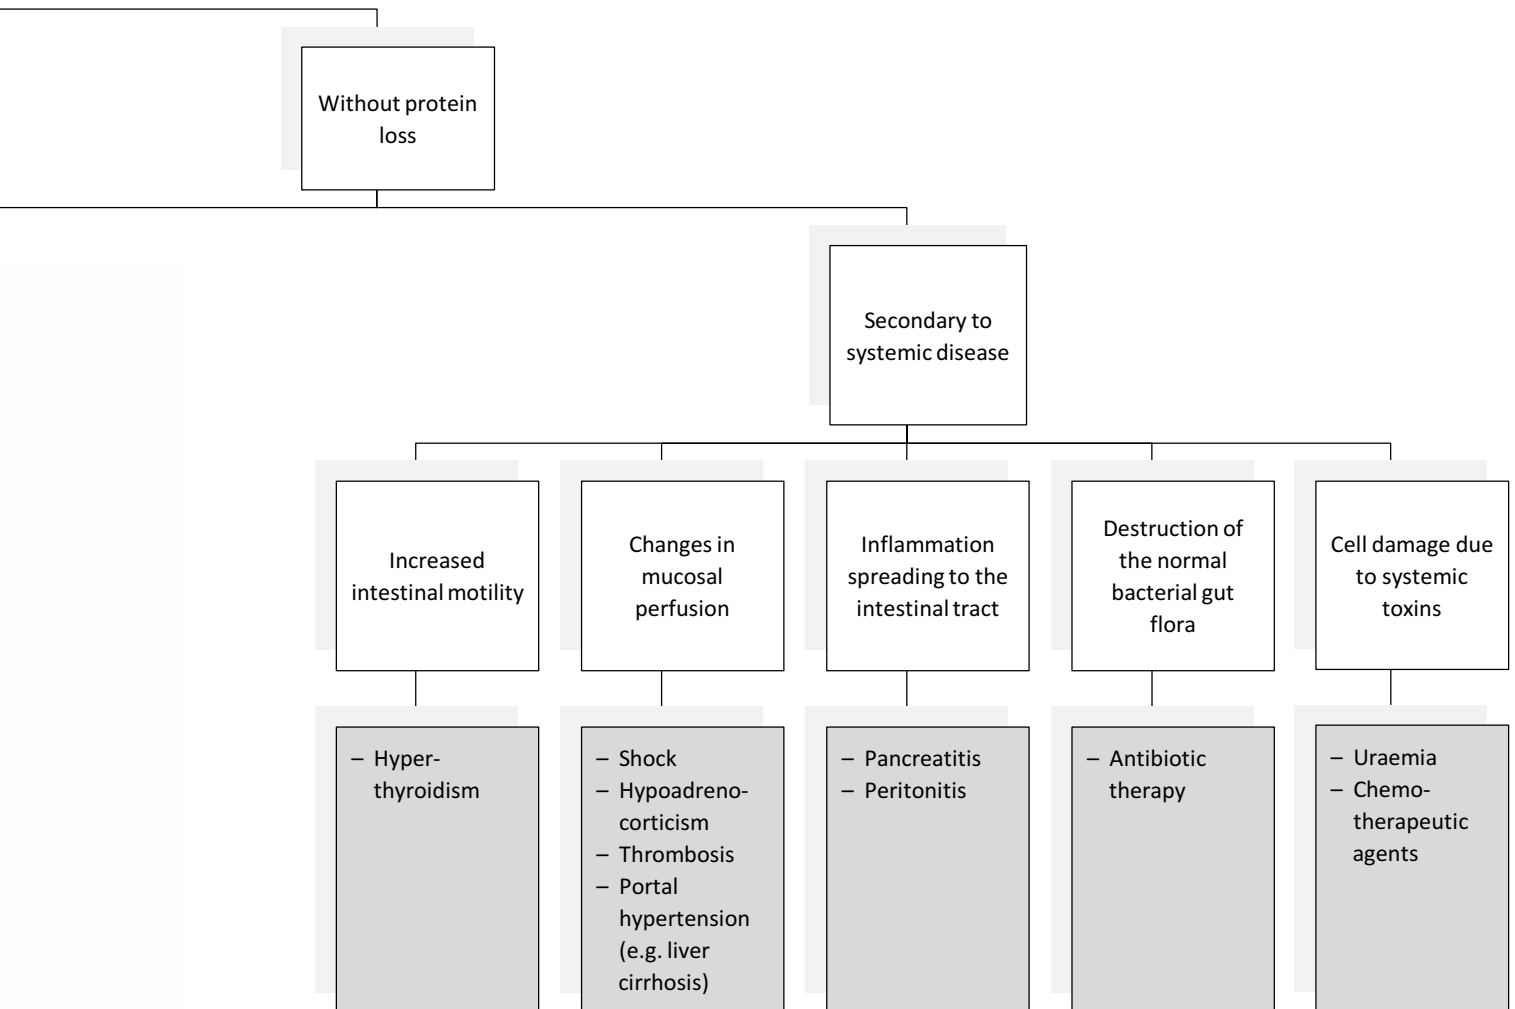 Without protein
loss
Secondary to
systemic disease
Increased
intestinal motility
Changes in
mucosal
perfusion
Inflammation
spreading to the
intestinal tract
Destruction of
the normal
bacterial gut
flora
Cell damage due
to systemic
toxins
– Hyper-
thyroidism
– Shock
– Hypoadreno-
corticism
– Thrombosis
– Portal
hypertension
(e.g. liver
cirrhosis)
– Pancreatitis
– Peritonitis
– Antibiotic
therapy
– Uraemia
– Chemo-
therapeutic
agents